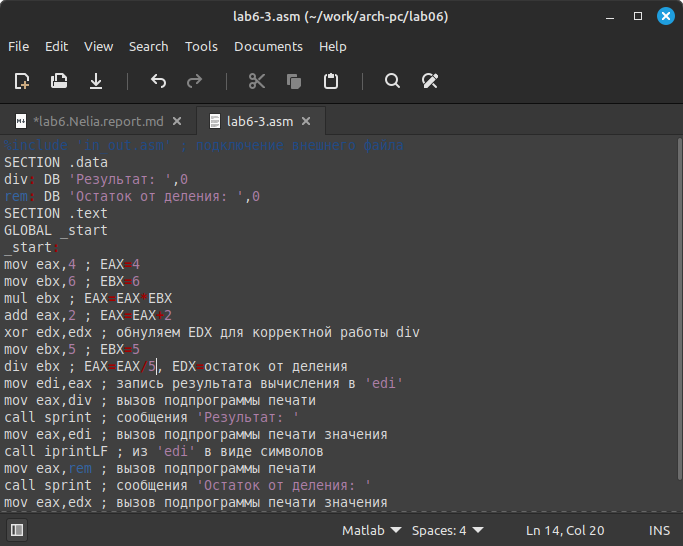 lab6-3.asm (~/work/arch-pc/lab06)
File Edit View Search Tools Documents Help
*lab6.Nelia.report.md
lab6-3.asm
%include 'in_out.asm' ; подключение внешнего файла
SECTION .data
div: DB 'Результат: ',0
rem: DB 'Остаток от деления: ',0
SECTION .text
GLOBAL _start
_start:
mov eax,4 ; EAX=4
mov ebx,6 ; EBX=6
mul ebx ; EAX=EAX*EBX
add eax,2 ; EAX=EAX+2
xor edx,edx ; обнуляем EDX для корректной работы div
mov ebx,5 ; EBX=5
div ebx ; EAX=EAX/5, EDX=остаток от деления
mov edi,eax ; запись результата вычисления в 'edi'
mov eax,div ; вызов подпрограммы печати
call sprint ; сообщения 'Результат: '
mov eax,edi ; вызов подпрограммы печати значения
call iprintLF ; из 'edi' в виде символов
mov eax,rem ; вызов подпрограммы печати
call sprint ; сообщения 'Остаток от деления: '
mov eax,edx ; вызов подпрограммы печати значения
Matlab Spaces: 4 Ln 14, Col 20 INS